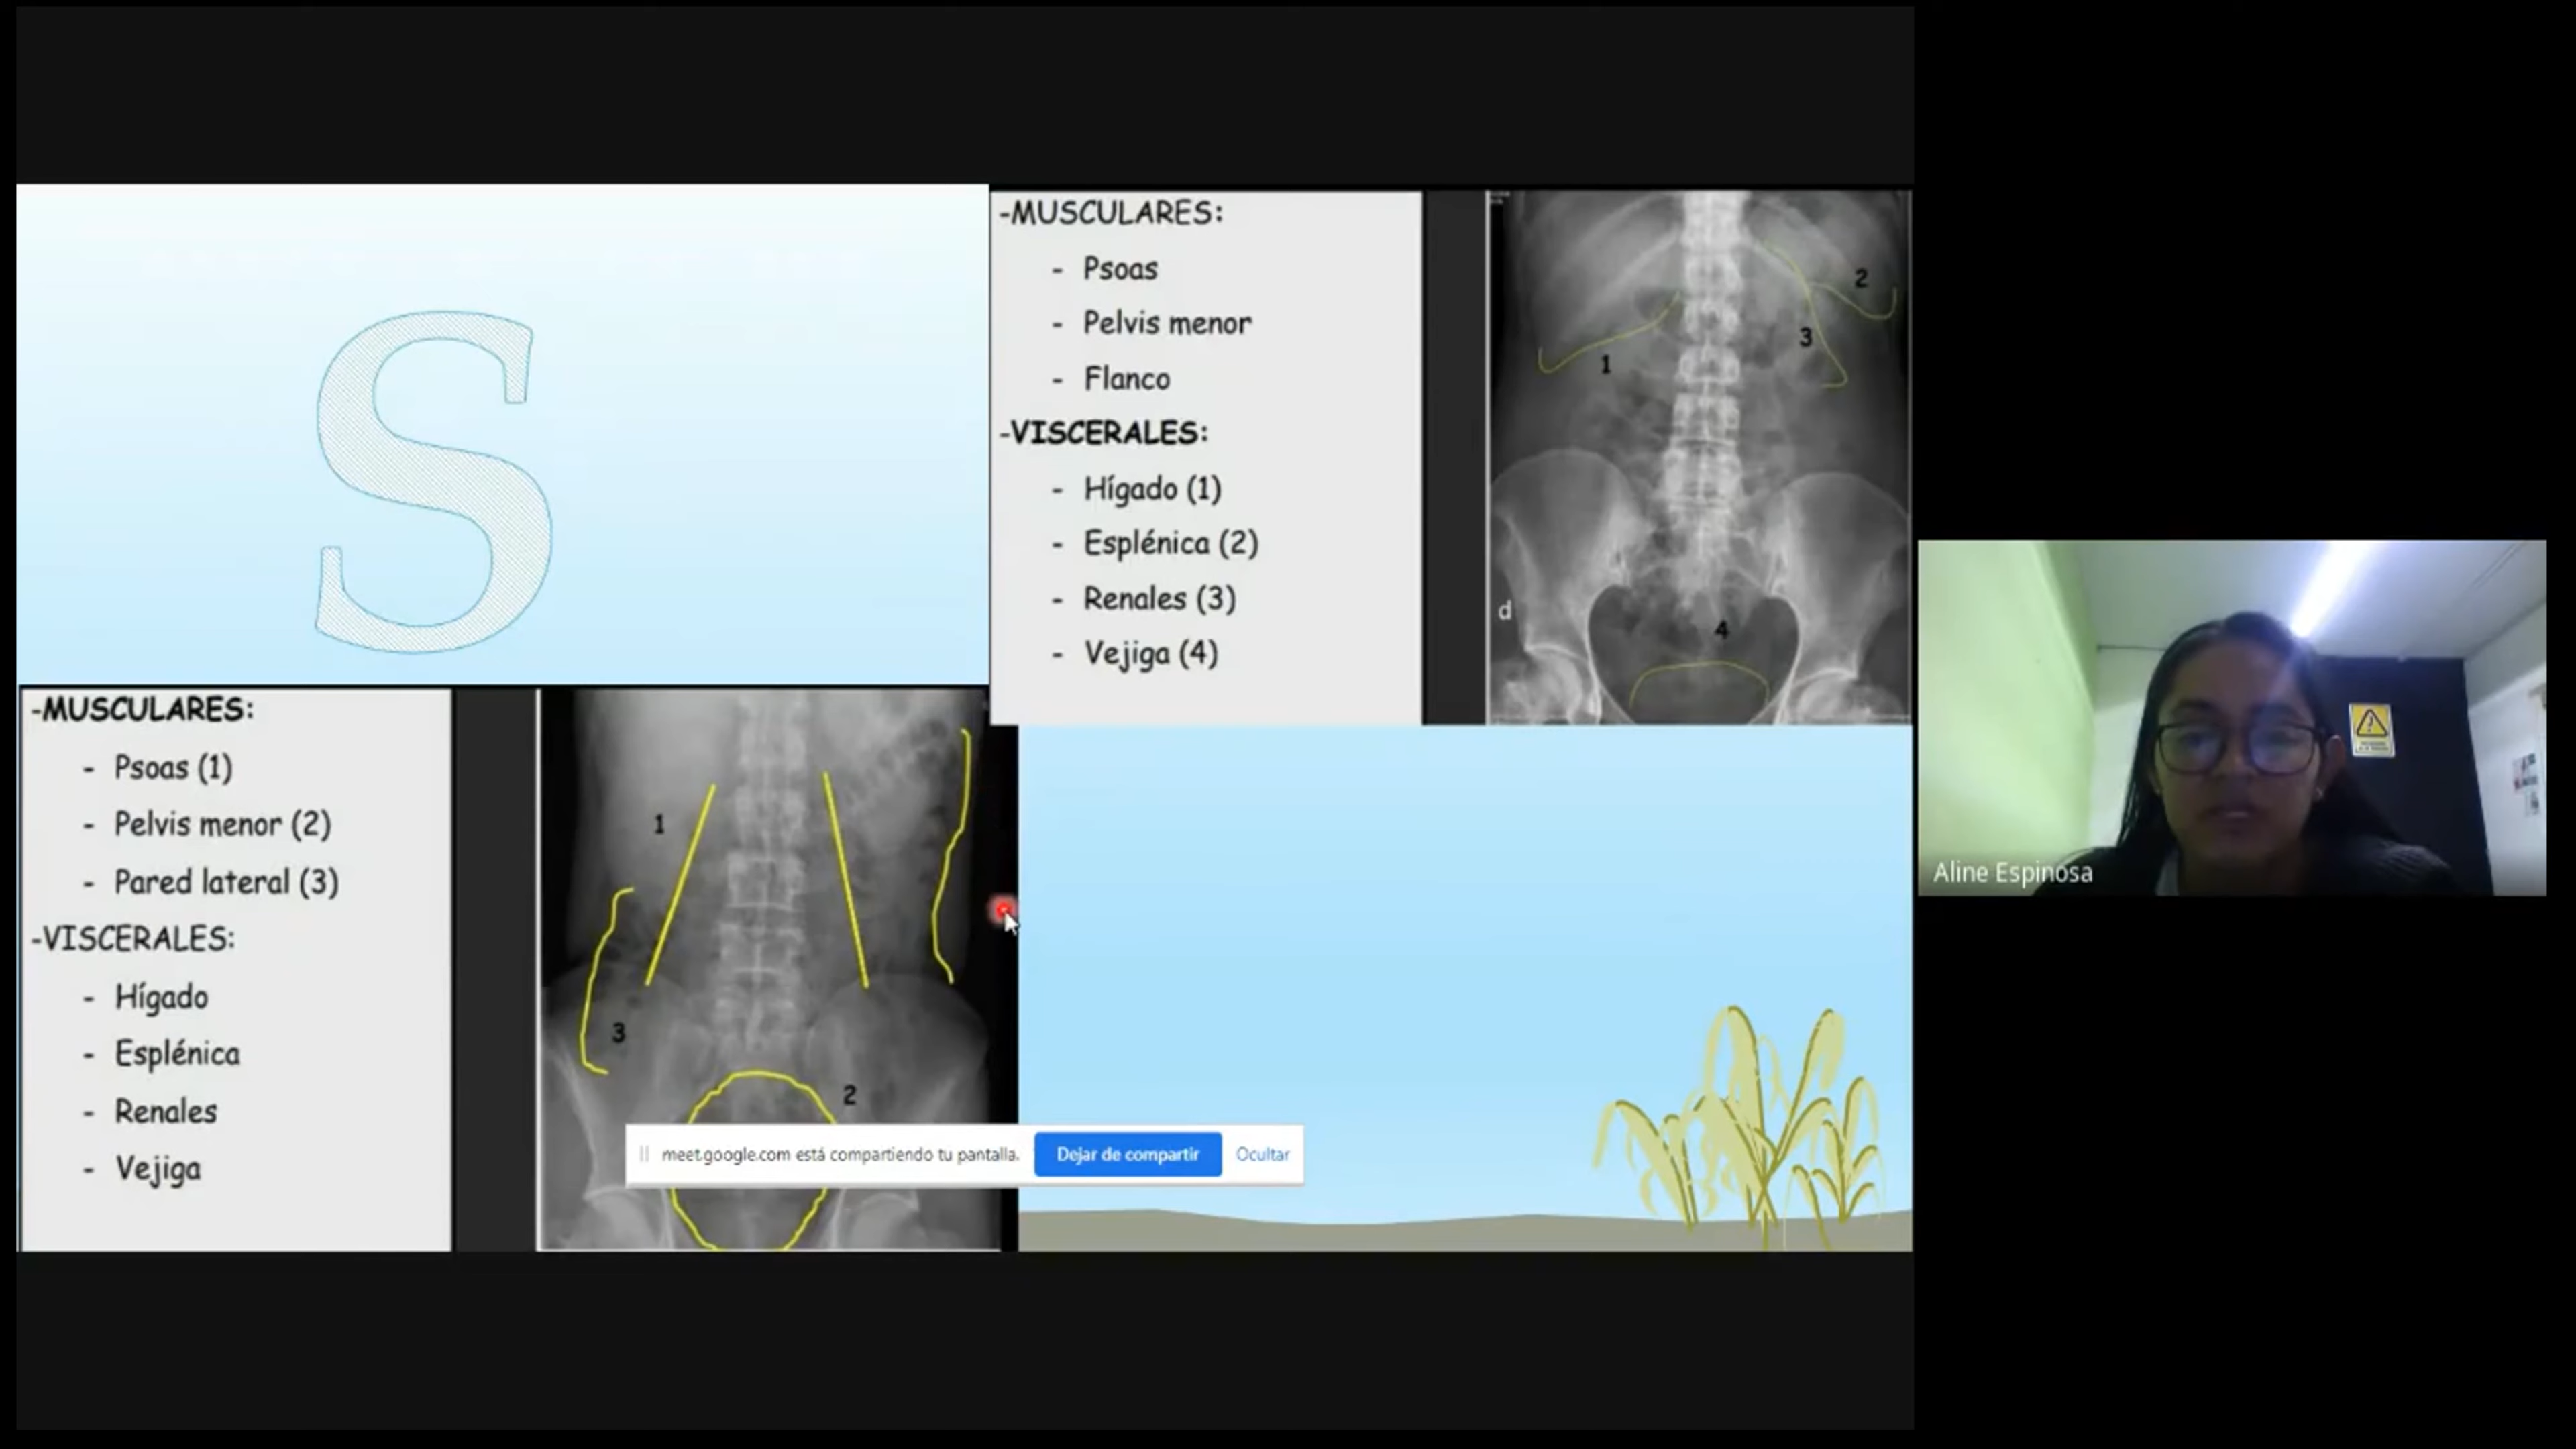 S
-MUSCULARES:
- Psoas
- Pelvis menor
- Flanco
-VISCERALES:
- Hígado (1)
- Esplénica (2)
- Renales (3)
- Vejiga (4)
1
2
3
4
d
-MUSCULARES:
- Psoas (1)
- Pelvis menor (2)
- Pared lateral (3)
-VISCERALES:
- Hígado
- Esplénica
- Renales
- Vejiga
1
3
2
meet.google.com está compartiendo tu pantalla.
Dejar de compartir
Ocultar
Aline Espinosa